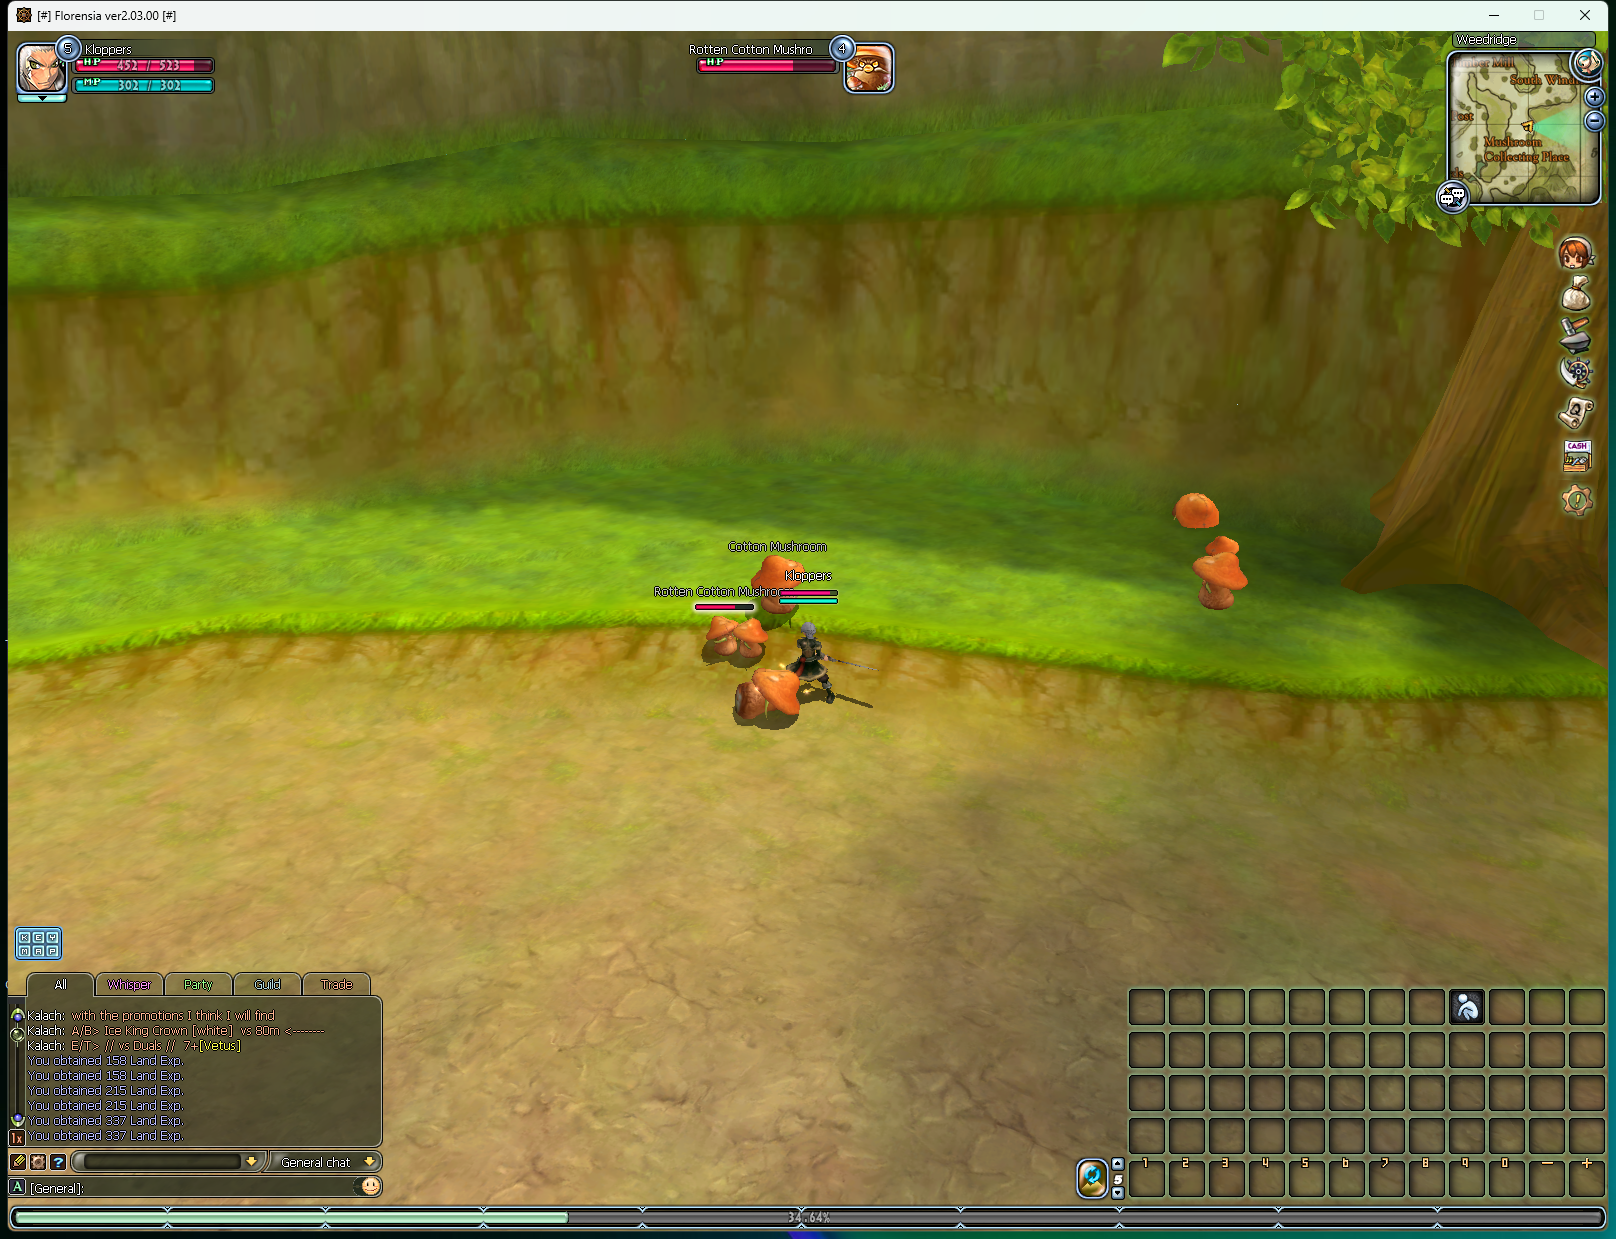 [#] Florensia ver2.03.00 [#]
5 Kloppers
HP 452 / 523
MP 302 / 302
Rotten Cotton Mushro 4
HP
Weedridge
South Wind
Mushroom
Collecting Place
CASH
Cotton Mushroom
Kloppers
Rotten Cotton Mushroom
KEY
MAP
All Whisper Party Guild Trade
Kalach: with the promotions I think I will find
Kalach: A/B> Ice King Crown [white] vs 80m <--------
Kalach: E/T> // vs Duals // 7+[Vetus]
You obtained 158 Land Exp.
You obtained 158 Land Exp.
You obtained 215 Land Exp.
You obtained 215 Land Exp.
You obtained 337 Land Exp.
1x You obtained 337 Land Exp.
? General chat
A [General]:
5 1 2 3 4 5 6 7 8 9 0 — +
34.64%